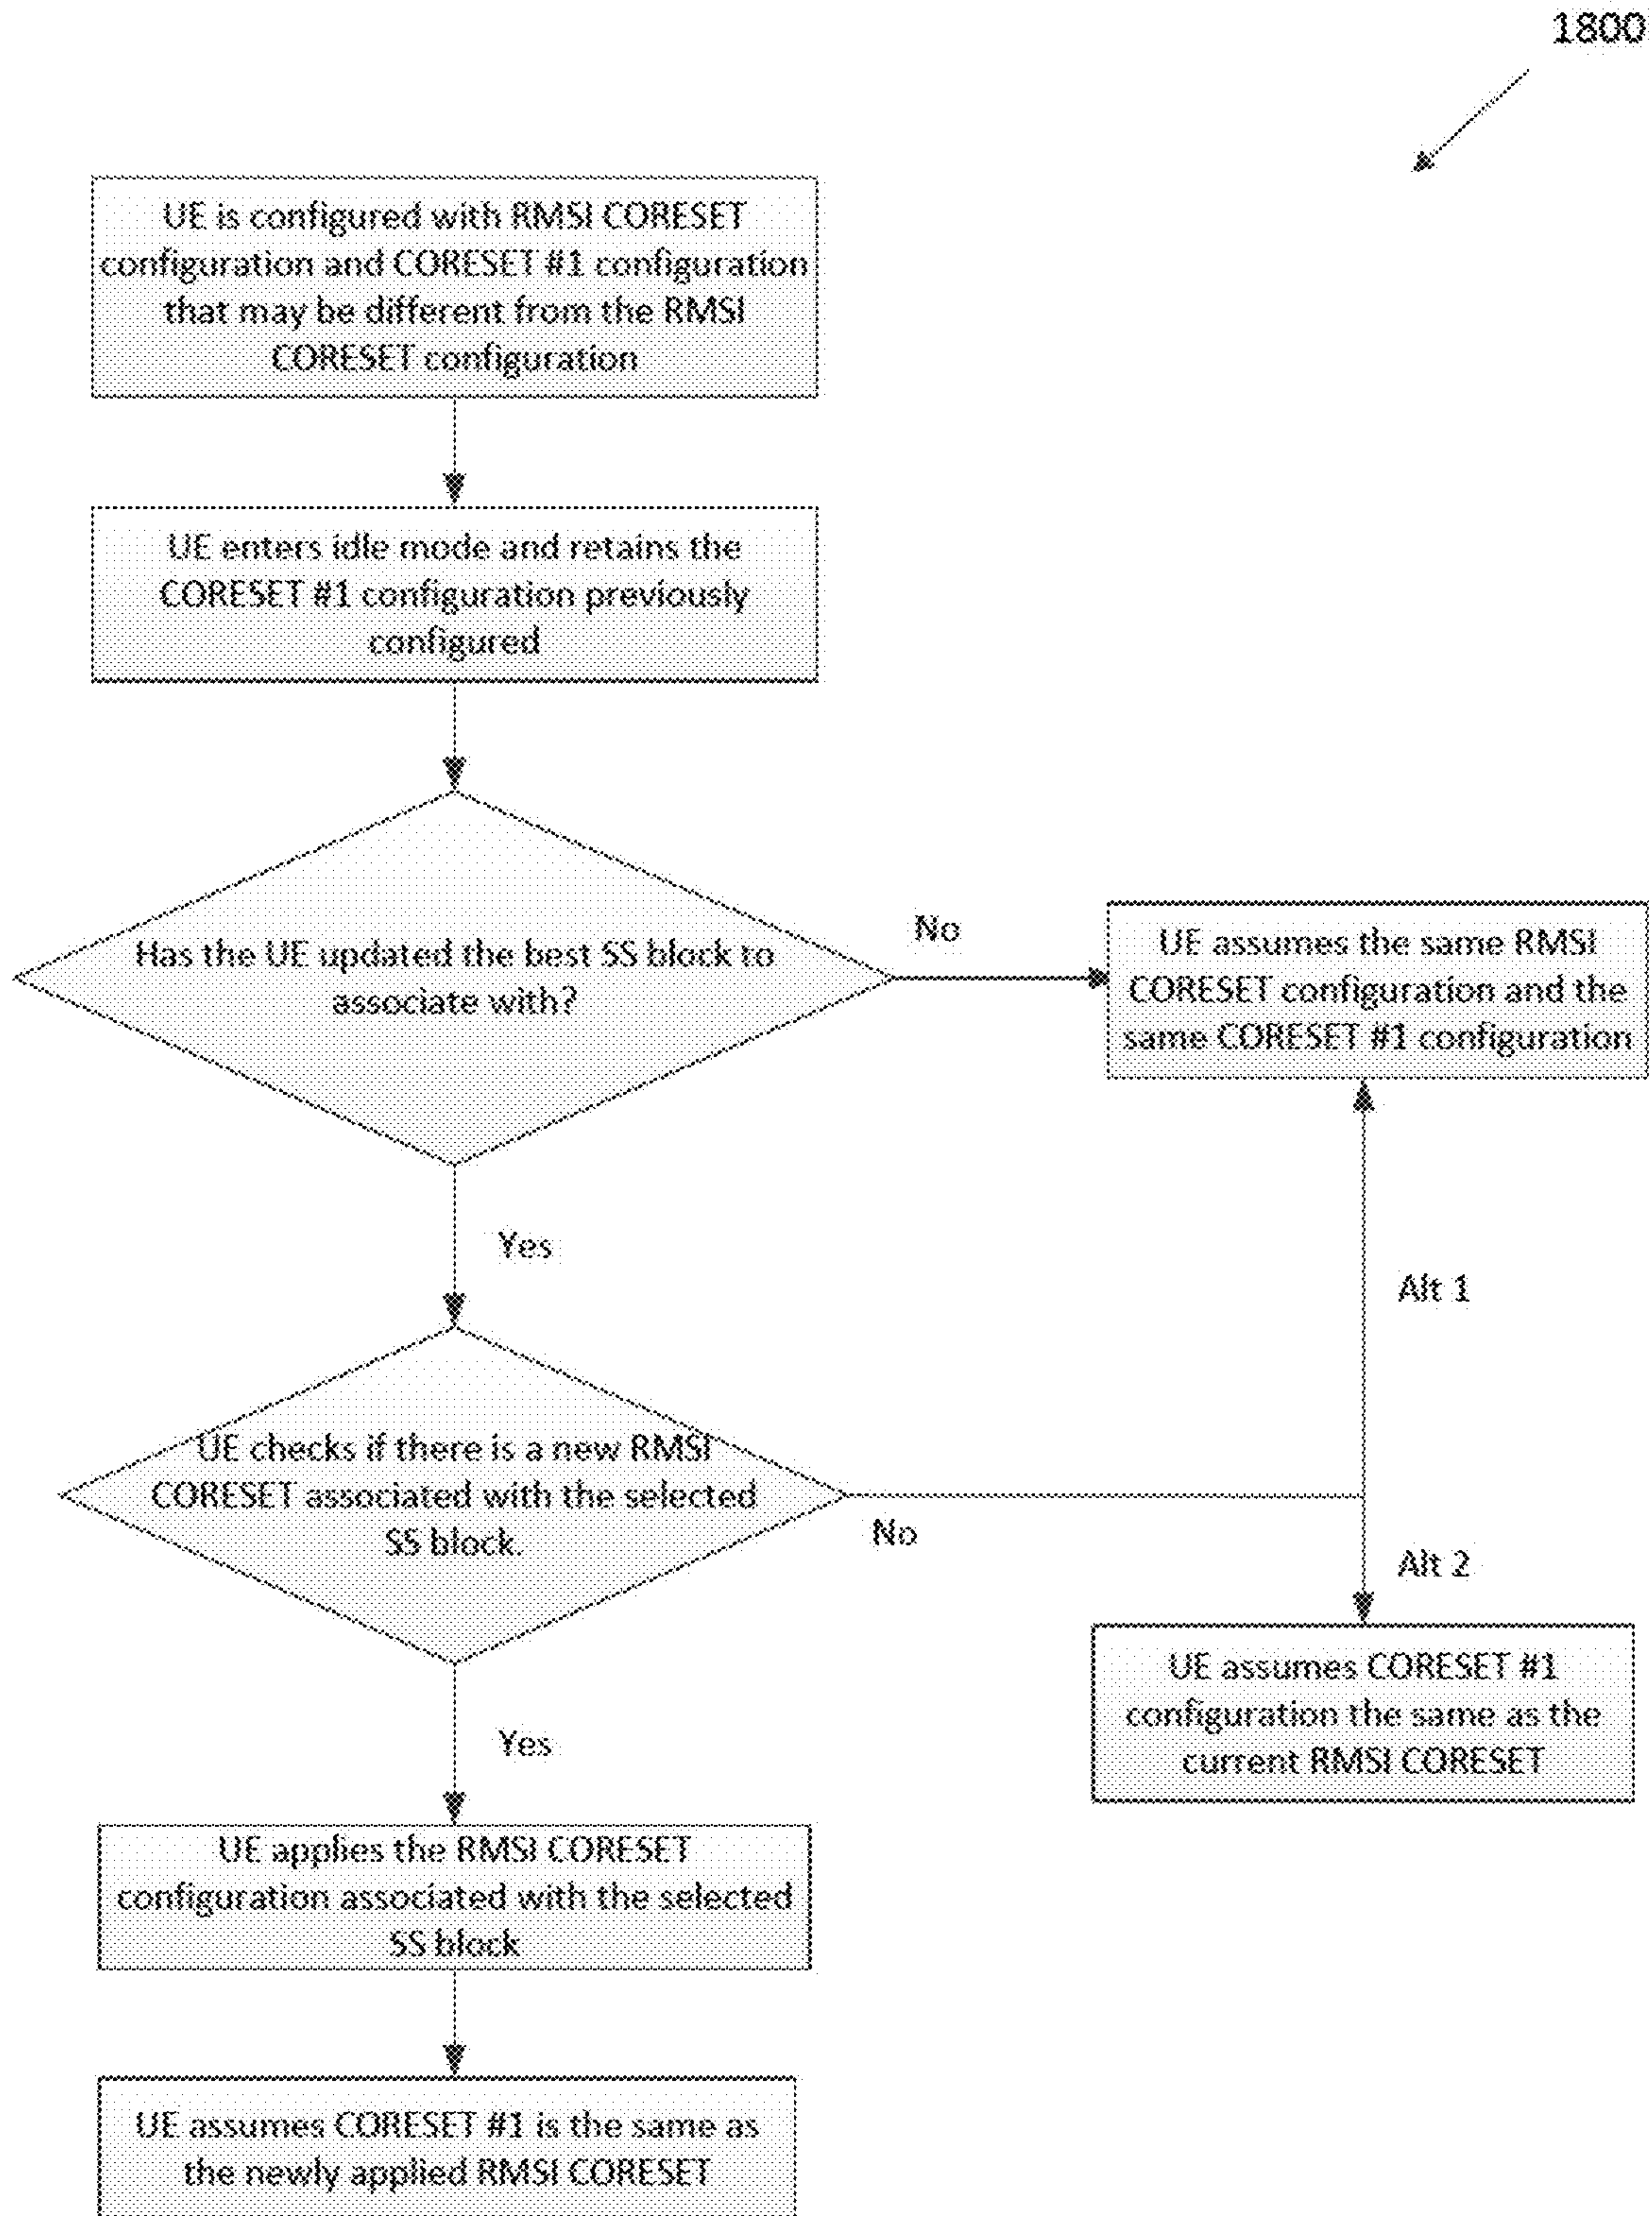 1800
UE is configured with RMSI CORESET
configuration and CORESET #1 configuration
that may be different from the RMSI
CORESET configuration
UE enters idle mode and retains the
CORESET #1 configuration previously
configured
Has the UE updated the best SS block to
associate with?
No
UE assumes the same RMSI
CORESET configuration and the
same CORESET #1 configuration
Yes
Alt 1
UE checks if there is a new RMSI
CORESET associated with the selected
SS block.
No
Alt 2
UE assumes CORESET #1
configuration the same as the
current RMSI CORESET
Yes
UE applies the RMSI CORESET
configuration associated with the selected
SS block
UE assumes CORESET #1 is the same as
the newly applied RMSI CORESET